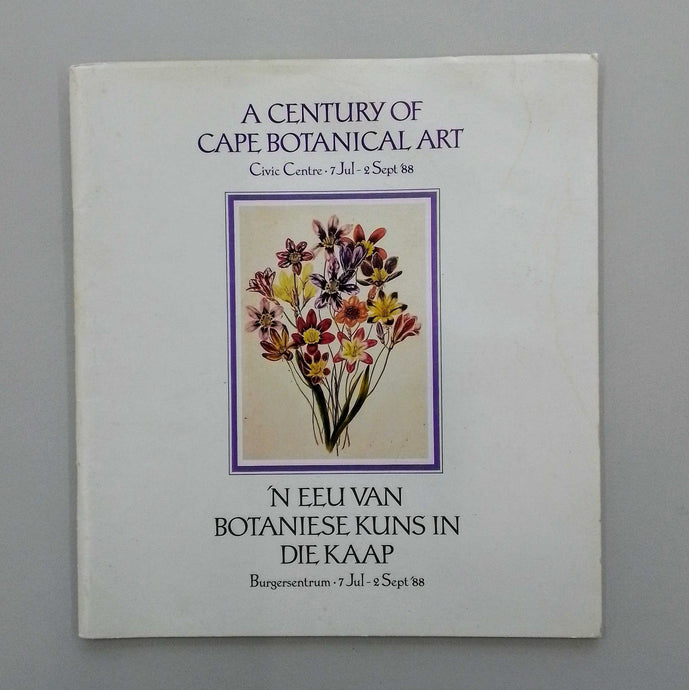 A CENTURY OF
CAPE BOTANICAL ART
Civic Centre · 7 Jul - 2 Sept '88
'N EEU VAN
BOTANIESE KUNS IN
DIE KAAP
Burgersentrum · 7 Jul - 2 Sept '88